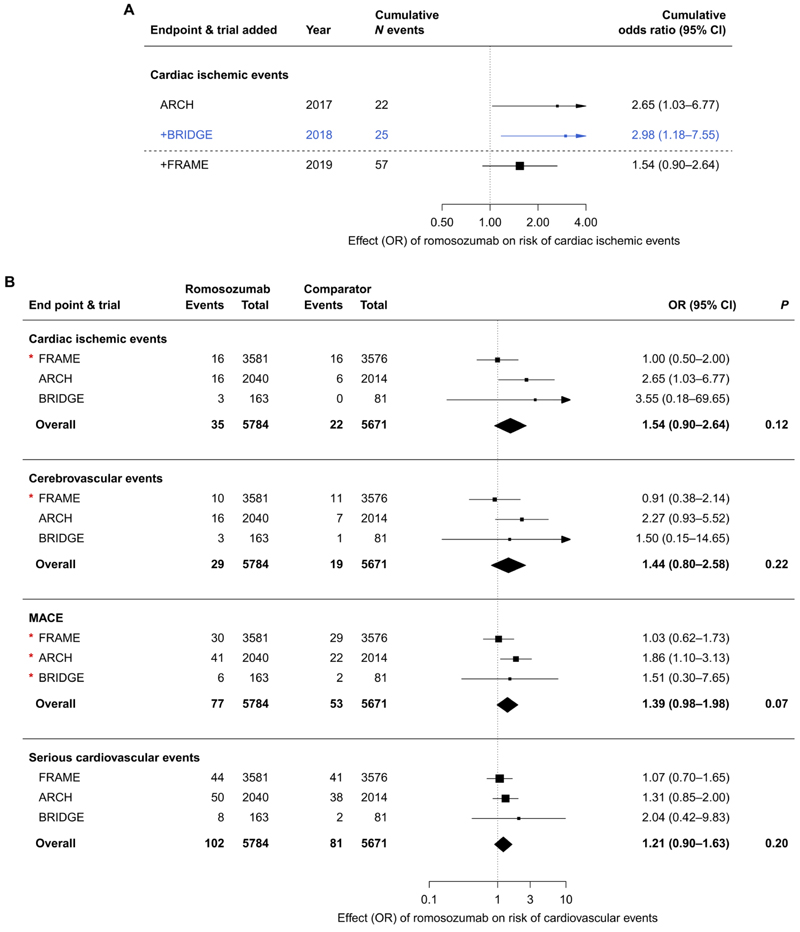 A
Cumulative Cumulative
Endpoint & trial added Year N events odds ratio (95% CI)
Cardiac ischemic events
ARCH 2017 22 2.65 (1.03–6.77)
+BRIDGE 2018 25 2.98 (1.18–7.55)
+FRAME 2019 57 1.54 (0.90–2.64)
0.50 1.00 2.00 4.00
Effect (OR) of romosozumab on risk of cardiac ischemic events
B
Romosozumab Comparator
End point & trial Events Total Events Total OR (95% CI) P
Cardiac ischemic events
* FRAME 16 3581 16 3576 1.00 (0.50–2.00)
ARCH 16 2040 6 2014 2.65 (1.03–6.77)
BRIDGE 3 163 0 81 3.55 (0.18–69.65)
Overall 35 5784 22 5671 1.54 (0.90–2.64) 0.12
Cerebrovascular events
* FRAME 10 3581 11 3576 0.91 (0.38–2.14)
ARCH 16 2040 7 2014 2.27 (0.93–5.52)
BRIDGE 3 163 1 81 1.50 (0.15–14.65)
Overall 29 5784 19 5671 1.44 (0.80–2.58) 0.22
MACE
* FRAME 30 3581 29 3576 1.03 (0.62–1.73)
* ARCH 41 2040 22 2014 1.86 (1.10–3.13)
* BRIDGE 6 163 2 81 1.51 (0.30–7.65)
Overall 77 5784 53 5671 1.39 (0.98–1.98) 0.07
Serious cardiovascular events
FRAME 44 3581 41 3576 1.07 (0.70–1.65)
ARCH 50 2040 38 2014 1.31 (0.85–2.00)
BRIDGE 8 163 2 81 2.04 (0.42–9.83)
Overall 102 5784 81 5671 1.21 (0.90–1.63) 0.20
0.1 1 3 10
Effect (OR) of romosozumab on risk of cardiovascular events